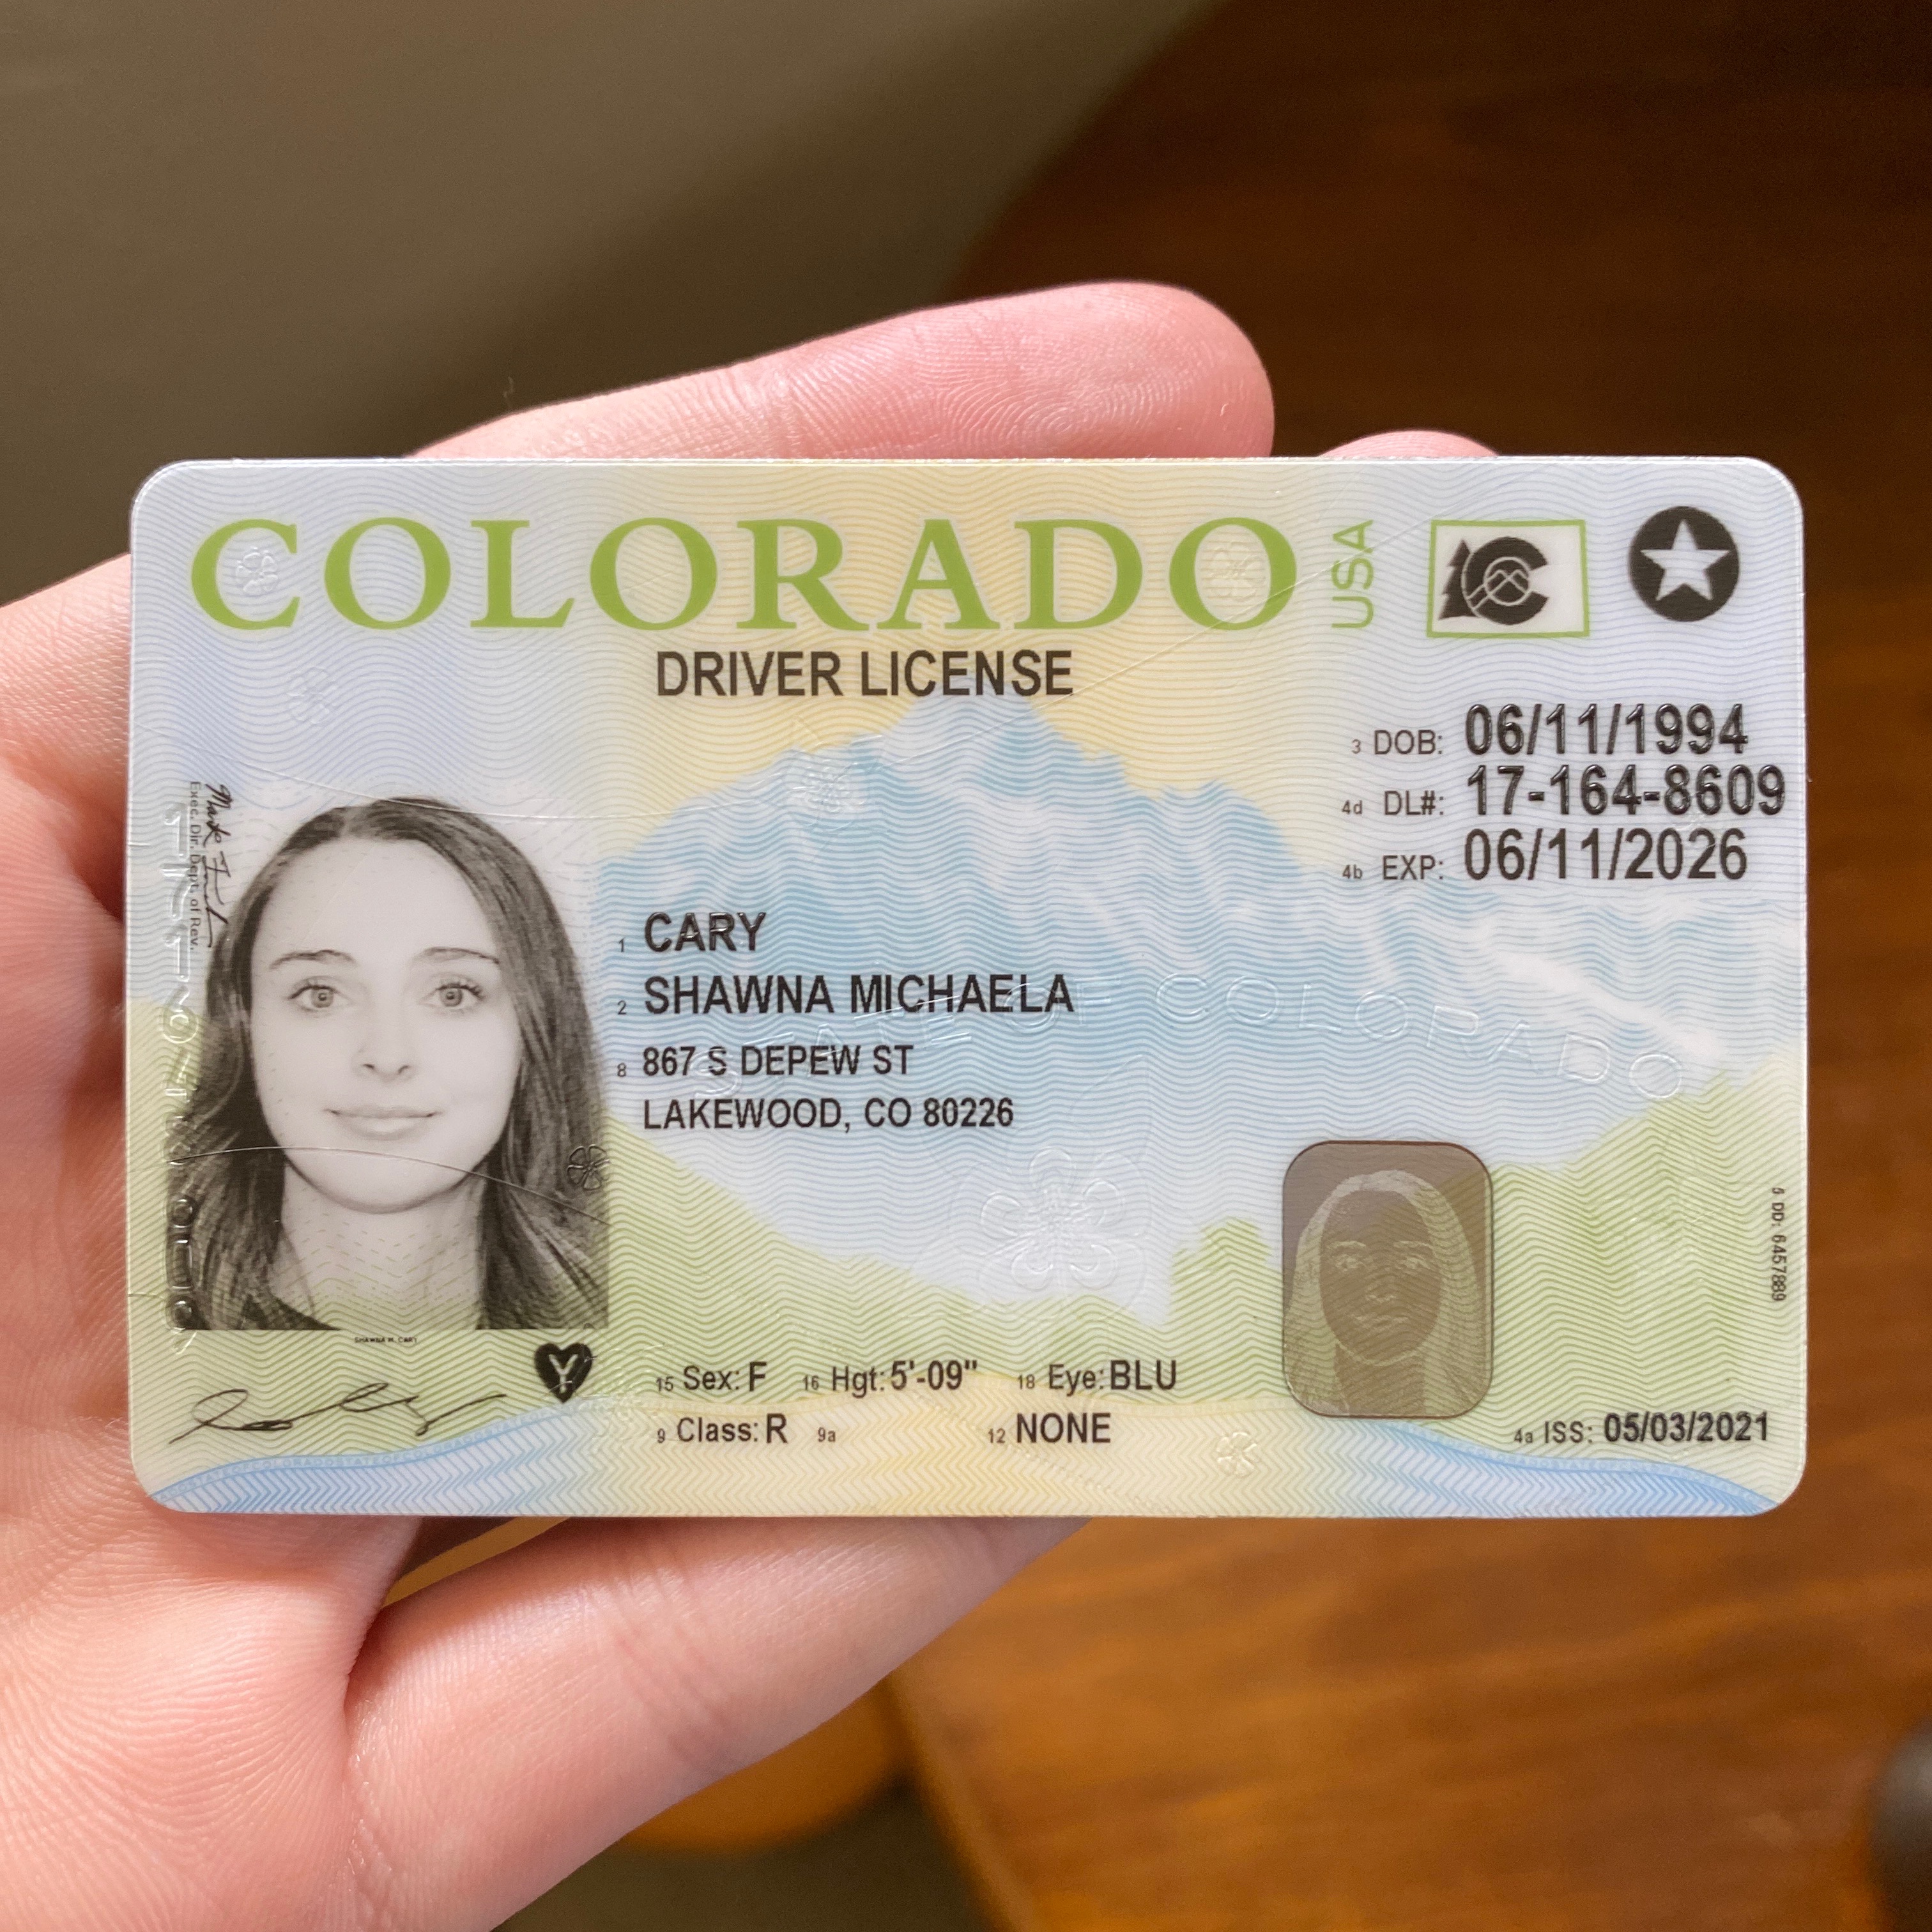 COLORADO USA
DRIVER LICENSE
3 DOB: 06/11/1994
4d DL#: 17-164-8609
4b EXP: 06/11/2026
Exec. Dir. Dept. of Rev.
1 CARY
2 SHAWNA MICHAELA
8 867 S DEPEW ST
LAKEWOOD, CO 80226
STATE OF COLORADO
5 DD: 6457889
SHAWNA M. CARY
Y
15 Sex: F 16 Hgt: 5'-09" 18 Eye: BLU
9 Class: R 9a 12 NONE
4a ISS: 05/03/2021